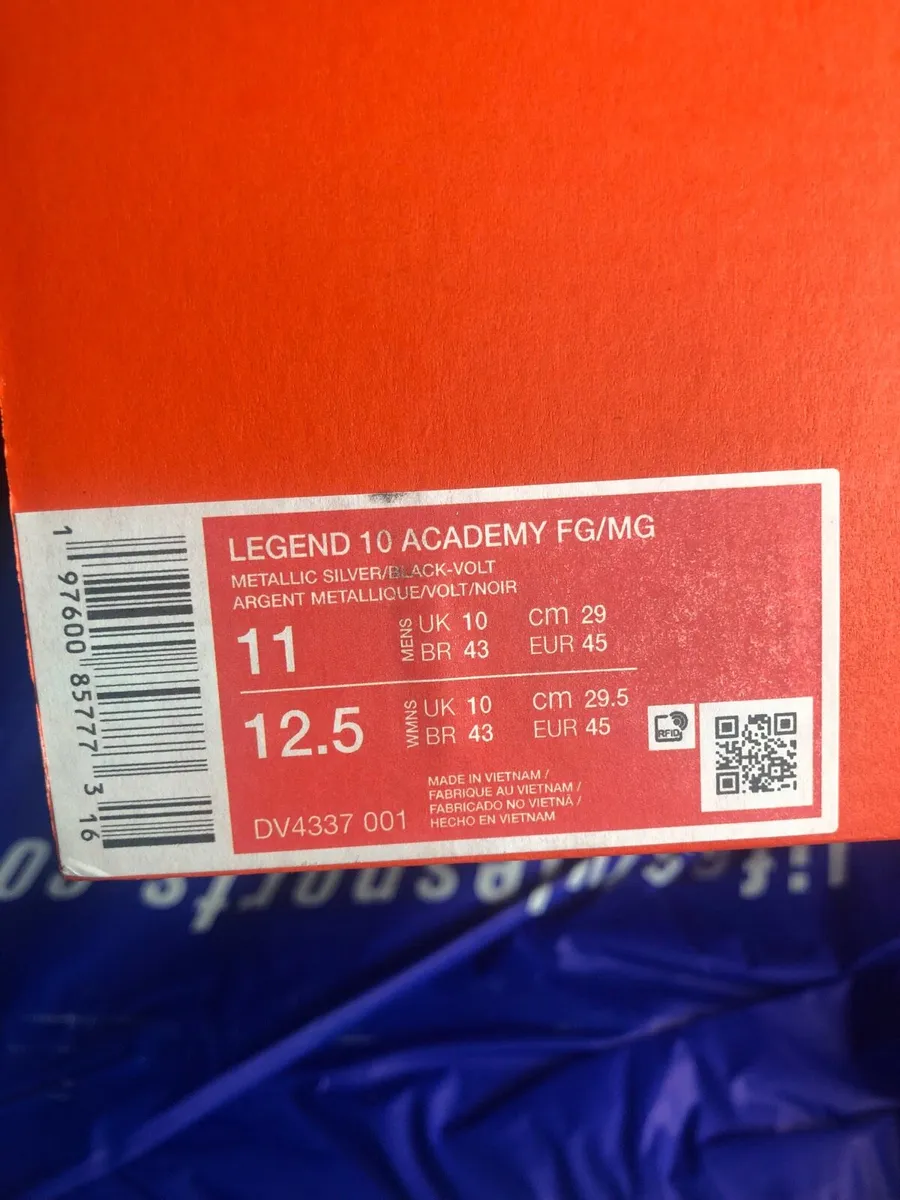 LEGEND 10 ACADEMY FG/MG
METALLIC SILVER/BLACK-VOLT
ARGENT METALLIQUE/VOLT/NOIR
11
MENS
UK 10 cm 29
BR 43 EUR 45
12.5
WMNS
UK 10 cm 29.5
BR 43 EUR 45
RFID
MADE IN VIETNAM /
FABRIQUE AU VIETNAM /
FABRICADO NO VIETNÃ /
HECHO EN VIETNAM
DV4337 001
1 97600 85777 3 16